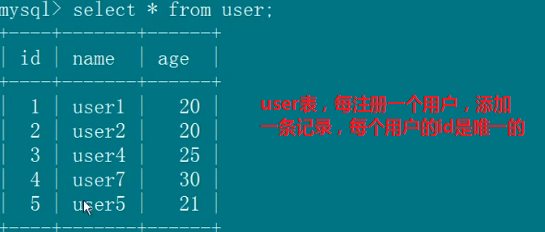 mysql> select * from user;
+----+-------+------+
| id | name | age |
+----+-------+------+
| 1 | user1 | 20 |
| 2 | user2 | 20 |
| 3 | user4 | 25 |
| 4 | user7 | 30 |
| 5 | user5 | 21 |
+----+-------+------+
user表，每注册一个用户，添加
一条记录，每个用户的id是唯一的